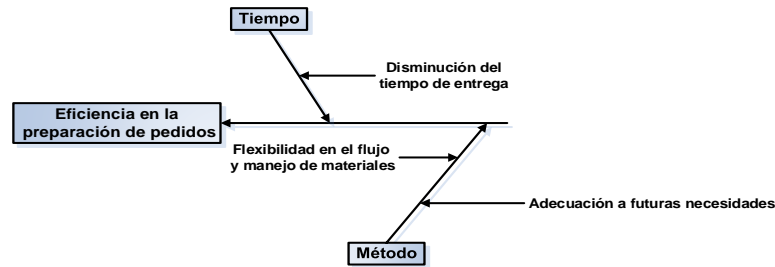 Tiempo
Disminución del
tiempo de entrega
Eficiencia en la
preparación de pedidos
Flexibilidad en el flujo
y manejo de materiales
Adecuación a futuras necesidades
Método